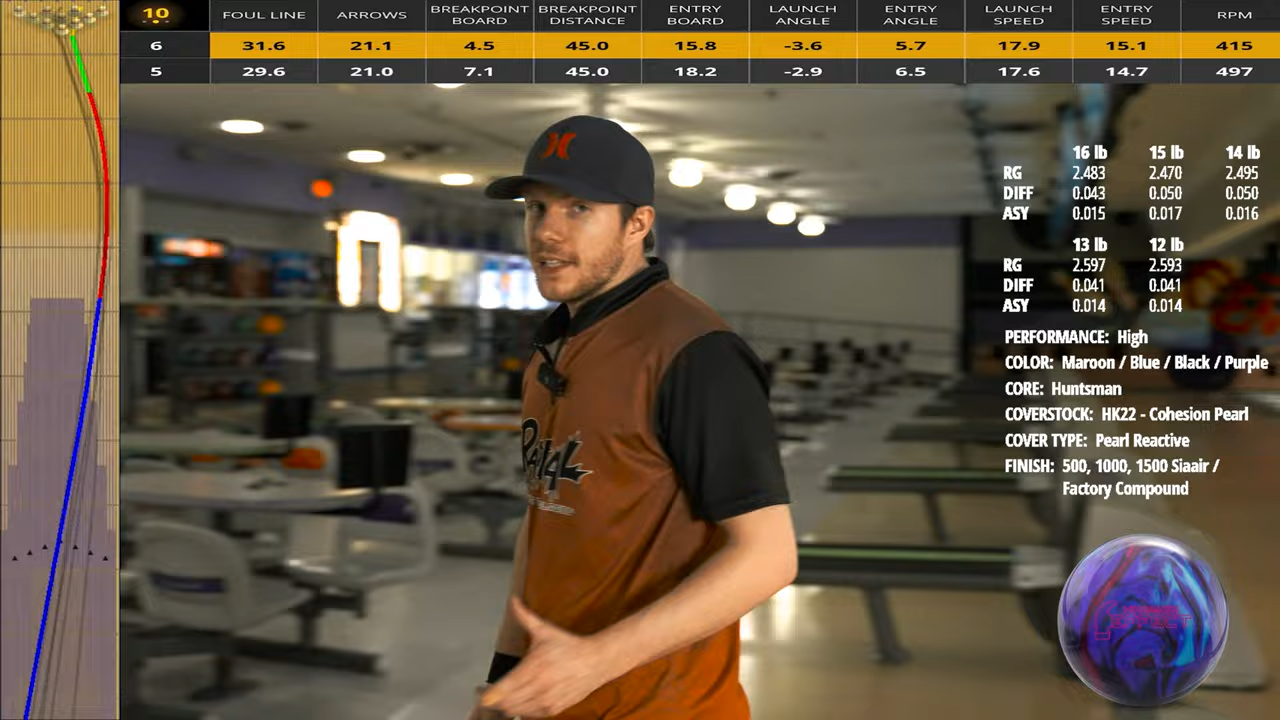 10 FOUL LINE ARROWS BREAKPOINT BOARD BREAKPOINT DISTANCE ENTRY BOARD LAUNCH ANGLE ENTRY ANGLE LAUNCH SPEED ENTRY SPEED RPM
6 31.6 21.1 4.5 45.0 15.8 -3.6 5.7 17.9 15.1 415
5 29.6 21.0 7.1 45.0 18.2 -2.9 6.5 17.6 14.7 497
16 lb 15 lb 14 lb
RG 2.483 2.470 2.495
DIFF 0.043 0.050 0.050
ASY 0.015 0.017 0.016
13 lb 12 lb
RG 2.597 2.593
DIFF 0.041 0.041
ASY 0.014 0.014
PERFORMANCE: High
COLOR: Maroon / Blue / Black / Purple
CORE: Huntsman
COVERSTOCK: HK22 - Cohesion Pearl
COVER TYPE: Pearl Reactive
FINISH: 500, 1000, 1500 Siaair /
Factory Compound
EFFECT